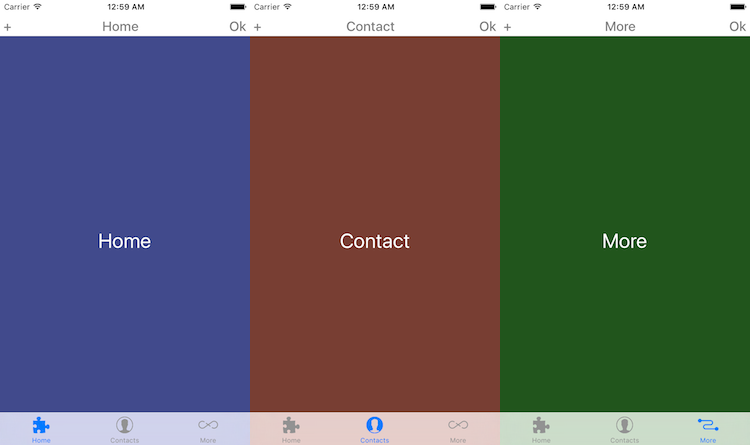 Carrier 12:59 AM
+ Home Ok
Home
Home Contacts More
Carrier 12:59 AM
+ Contact Ok
Contact
Home Contacts More
Carrier 12:59 AM
+ More Ok
More
Home Contacts More